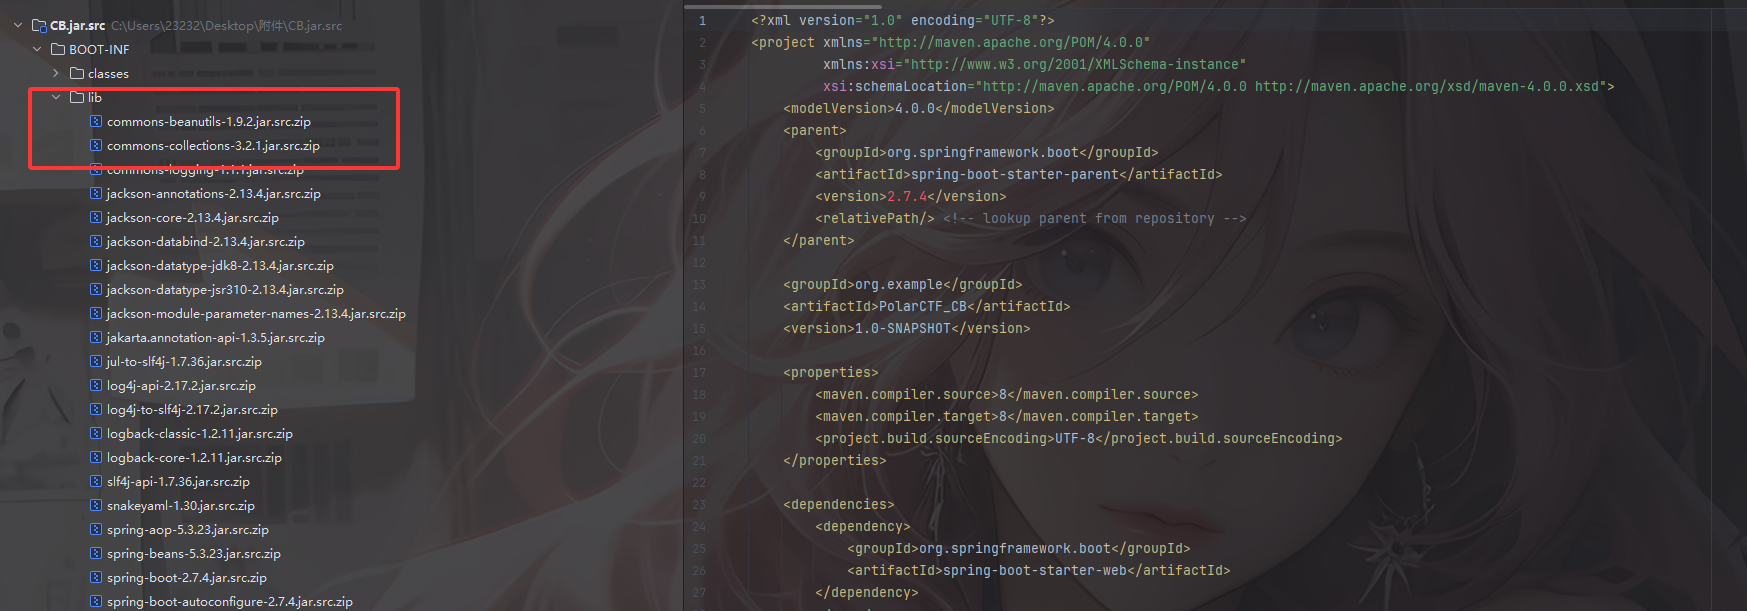 CB.jar.src C:\Users\23232\Desktop\附件\CB.jar.src
BOOT-INF
classes
lib
commons-beanutils-1.9.2.jar.src.zip
commons-collections-3.2.1.jar.src.zip
commons-logging-1.1.1.jar.src.zip
jackson-annotations-2.13.4.jar.src.zip
jackson-core-2.13.4.jar.src.zip
jackson-databind-2.13.4.jar.src.zip
jackson-datatype-jdk8-2.13.4.jar.src.zip
jackson-datatype-jsr310-2.13.4.jar.src.zip
jackson-module-parameter-names-2.13.4.jar.src.zip
jakarta.annotation-api-1.3.5.jar.src.zip
jul-to-slf4j-1.7.36.jar.src.zip
log4j-api-2.17.2.jar.src.zip
log4j-to-slf4j-2.17.2.jar.src.zip
logback-classic-1.2.11.jar.src.zip
logback-core-1.2.11.jar.src.zip
slf4j-api-1.7.36.jar.src.zip
snakeyaml-1.30.jar.src.zip
spring-aop-5.3.23.jar.src.zip
spring-beans-5.3.23.jar.src.zip
spring-boot-2.7.4.jar.src.zip
spring-boot-autoconfigure-2.7.4.jar.src.zip
1 <?xml version="1.0" encoding="UTF-8"?>
2 <project xmlns="http://maven.apache.org/POM/4.0.0"
3 xmlns:xsi="http://www.w3.org/2001/XMLSchema-instance"
4 xsi:schemaLocation="http://maven.apache.org/POM/4.0.0 http://maven.apache.org/xsd/maven-4.0.0.xsd">
5 <modelVersion>4.0.0</modelVersion>
6 <parent>
7 <groupId>org.springframework.boot</groupId>
8 <artifactId>spring-boot-starter-parent</artifactId>
9 <version>2.7.4</version>
10 <relativePath/> <!-- lookup parent from repository -->
11 </parent>
12
13 <groupId>org.example</groupId>
14 <artifactId>PolarCTF_CB</artifactId>
15 <version>1.0-SNAPSHOT</version>
16
17 <properties>
18 <maven.compiler.source>8</maven.compiler.source>
19 <maven.compiler.target>8</maven.compiler.target>
20 <project.build.sourceEncoding>UTF-8</project.build.sourceEncoding>
21 </properties>
22
23 <dependencies>
24 <dependency>
25 <groupId>org.springframework.boot</groupId>
26 <artifactId>spring-boot-starter-web</artifactId>
27 </dependency>